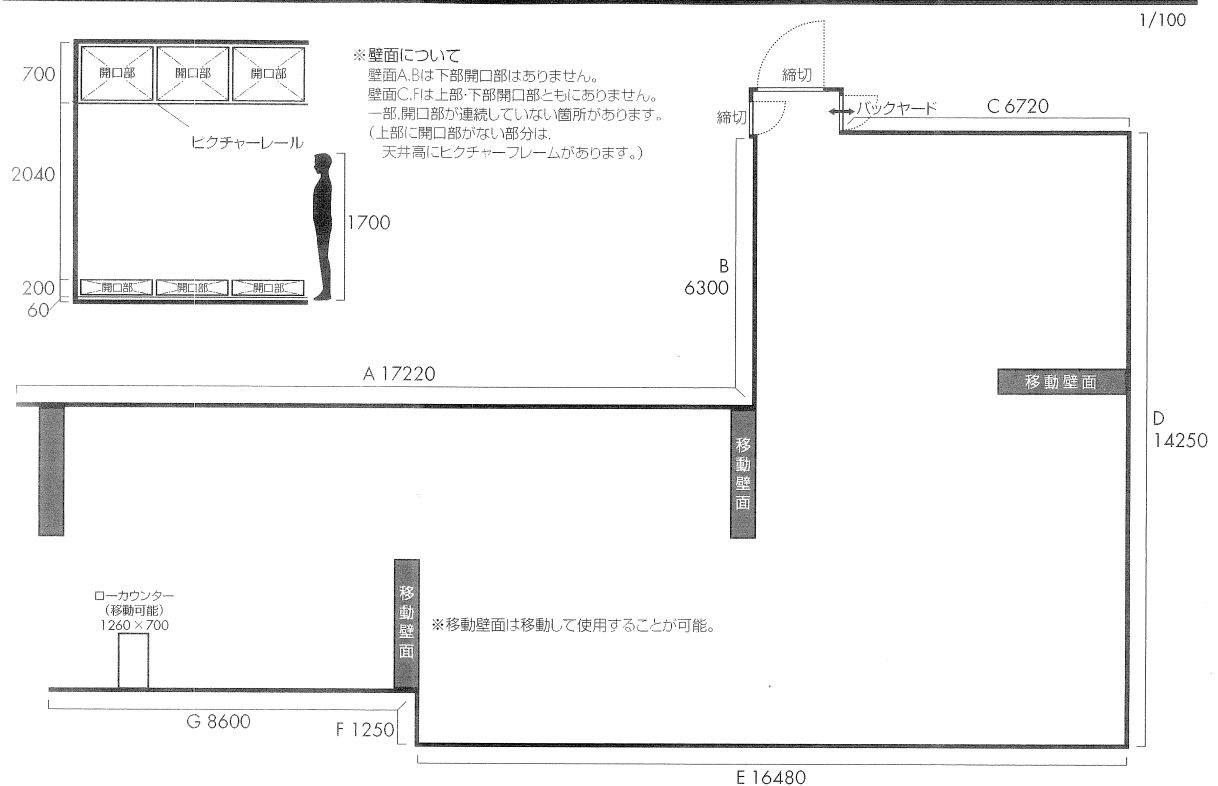 1/100
700
2040
200
60
開口部
開口部
開口部
ピクチャーレール
1700
開口部
開口部
開口部
※壁面について
壁面A.Bは下部開口部はありません。
壁面C.Fは上部・下部開口部ともにありません。
一部、開口部が連続していない箇所があります。
(上部に開口部がない部分は、
天井高にピクチャーフレームがあります。)
締切
締切
バックヤード
C 6720
B
6300
A 17220
移動壁面
D
14250
移動壁面
ローカウンター
(移動可能)
1260×700
移動壁面
※移動壁面は移動して使用することが可能。
G 8600
F 1250
E 16480